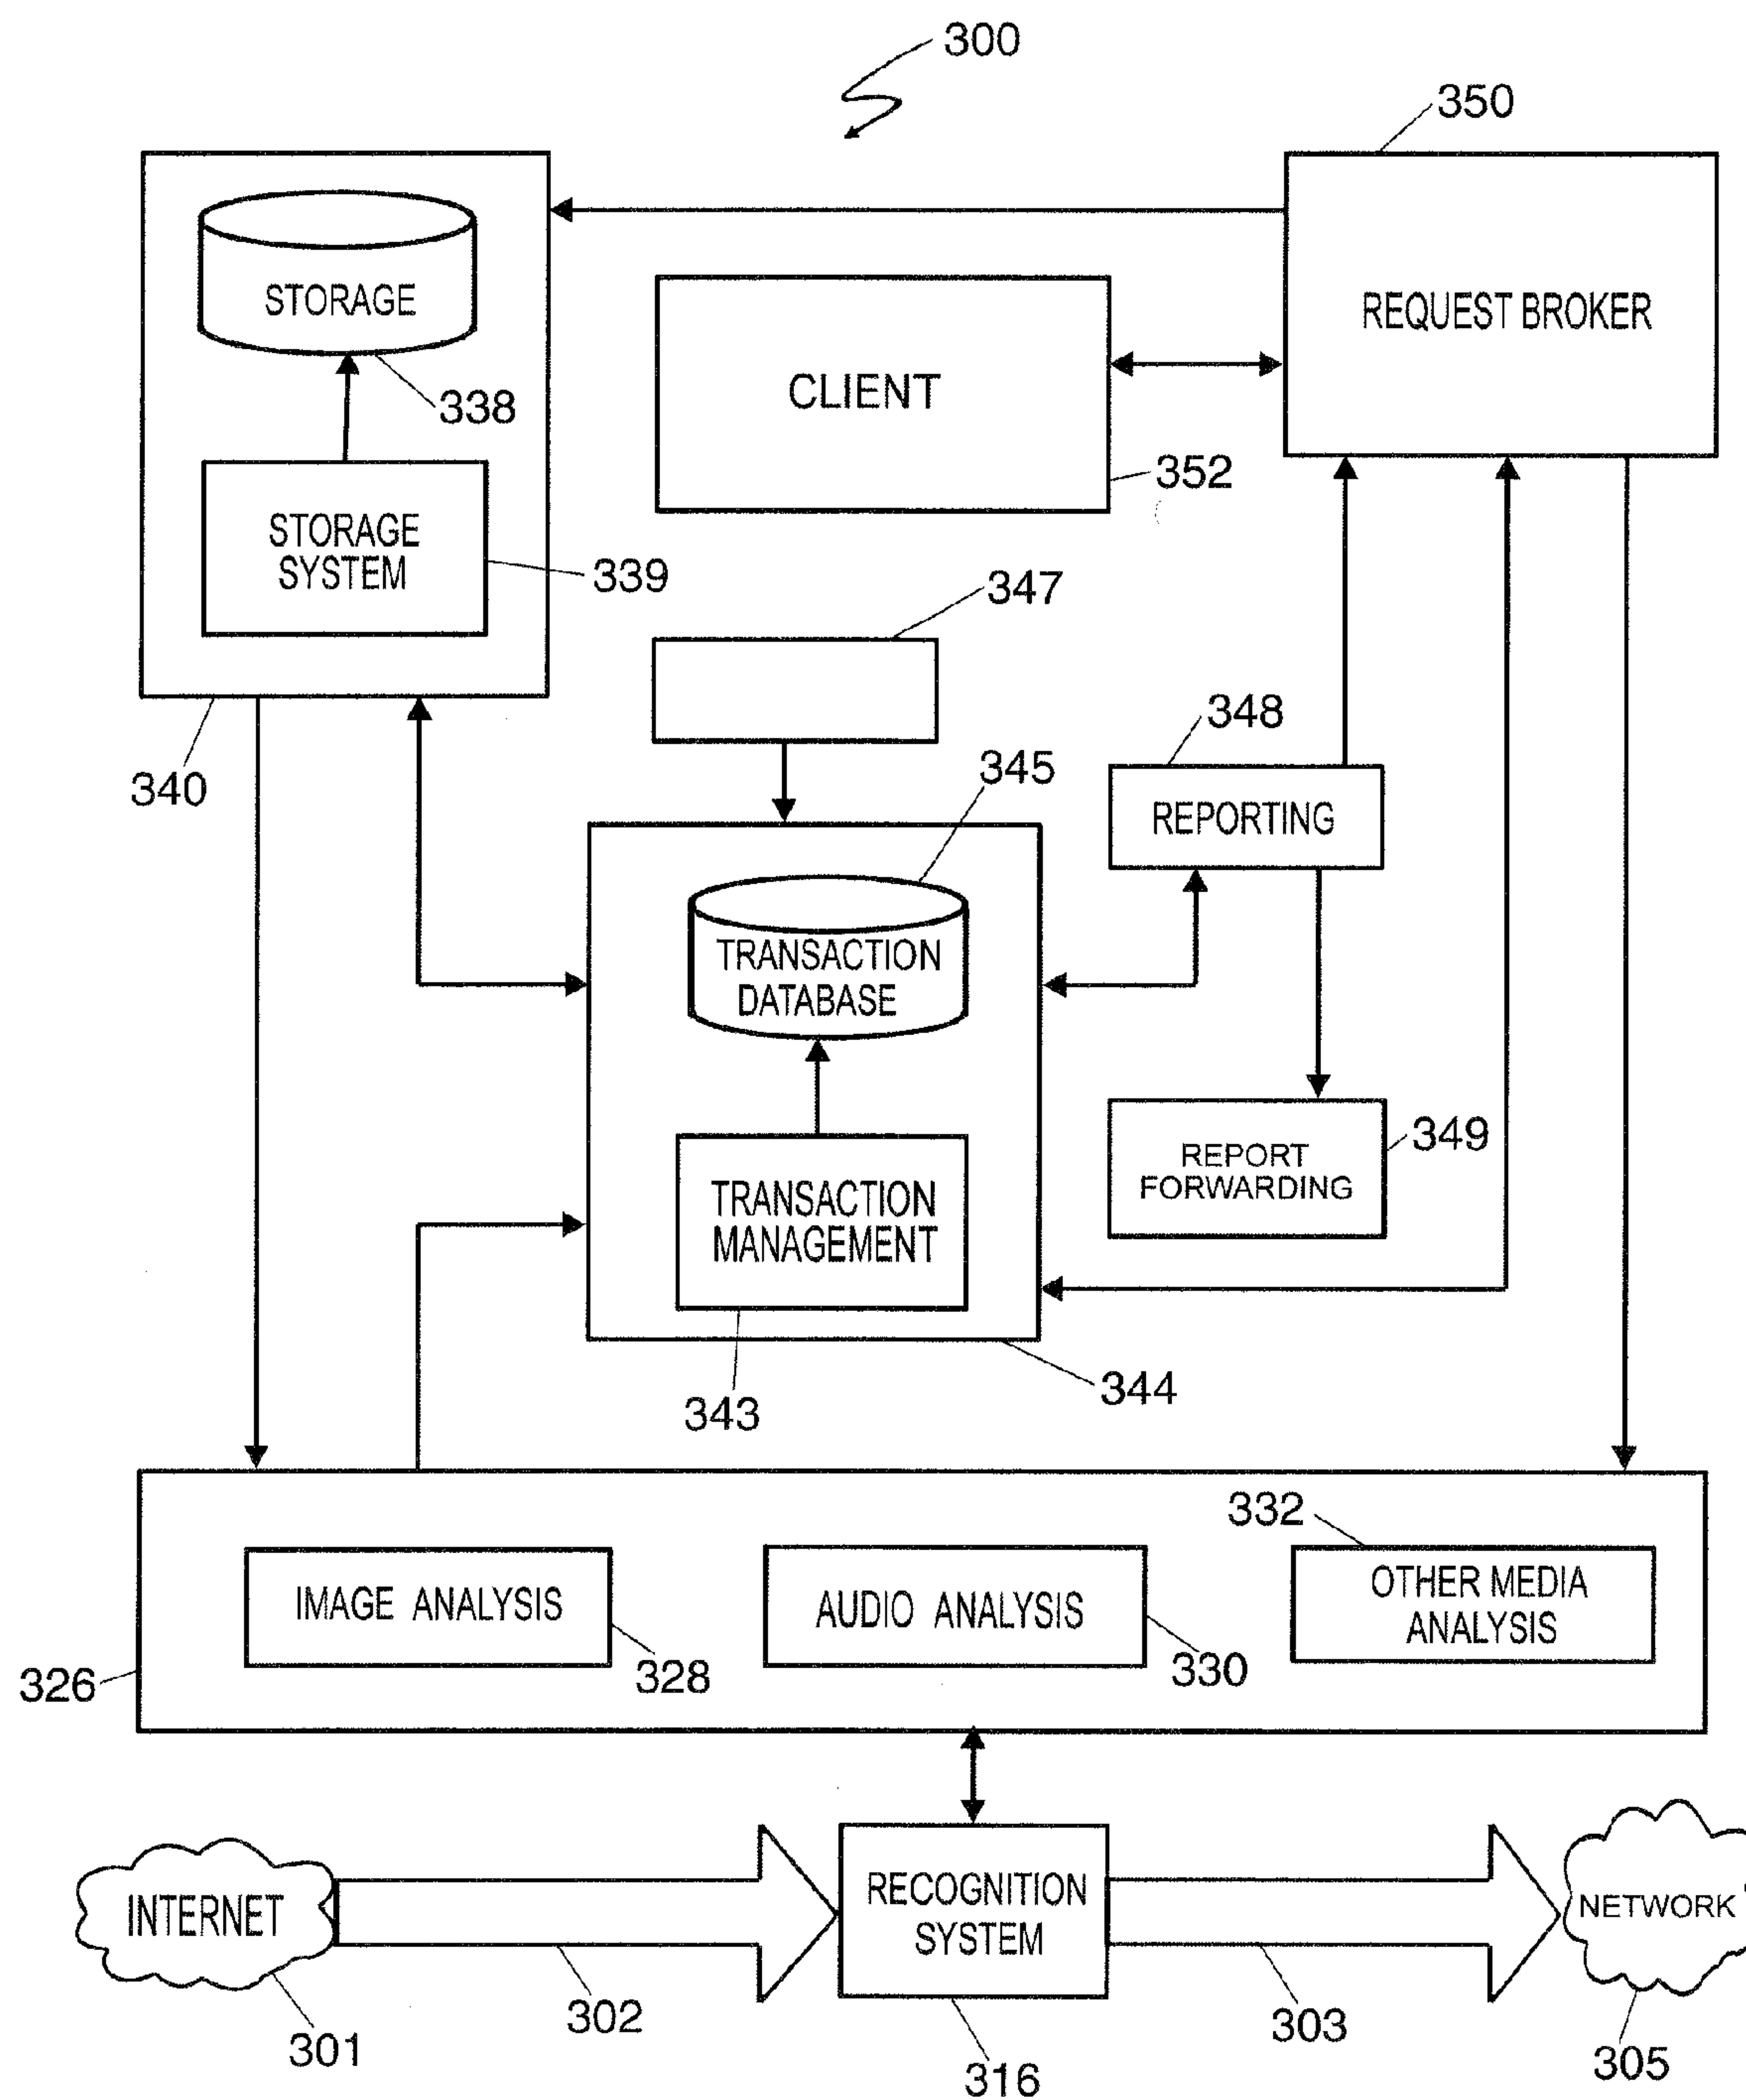 300
350
STORAGE
338
STORAGE
SYSTEM
339
340
CLIENT
352
REQUEST BROKER
347
348
REPORTING
345
TRANSACTION
DATABASE
REPORT
FORWARDING
349
TRANSACTION
MANAGEMENT
343
344
332
IMAGE ANALYSIS
328
AUDIO ANALYSIS
330
OTHER MEDIA
ANALYSIS
326
INTERNET
301
302
RECOGNITION
SYSTEM
316
303
NETWORK
305